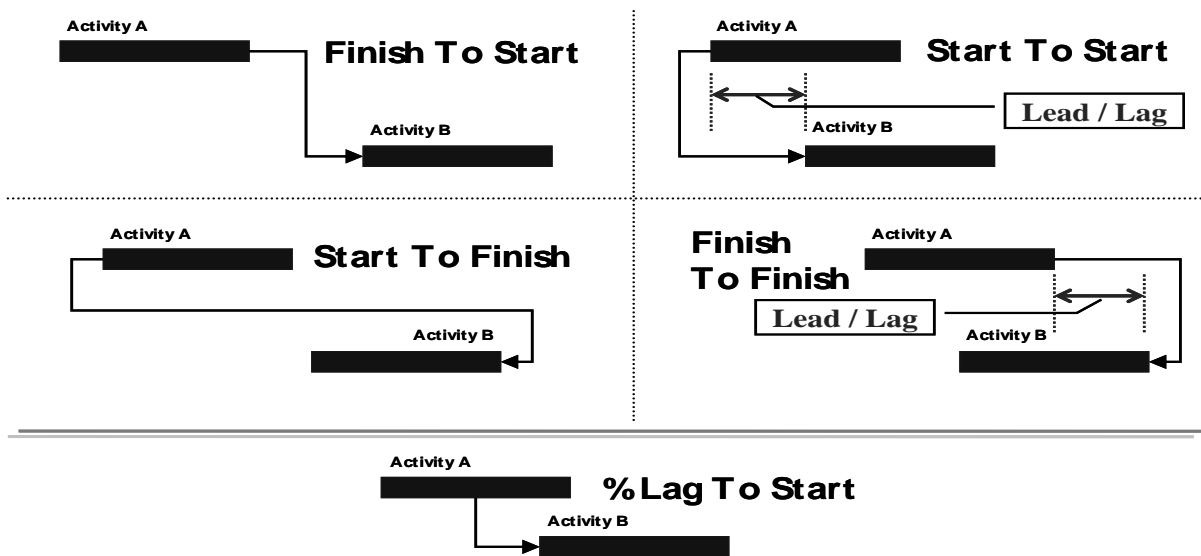 Activity A
Finish To Start
Activity B
Activity A
Start To Start
Lead / Lag
Activity B
Activity A
Start To Finish
Activity B
Finish
To Finish
Activity A
Lead / Lag
Activity B
Activity A
% Lag To Start
Activity B